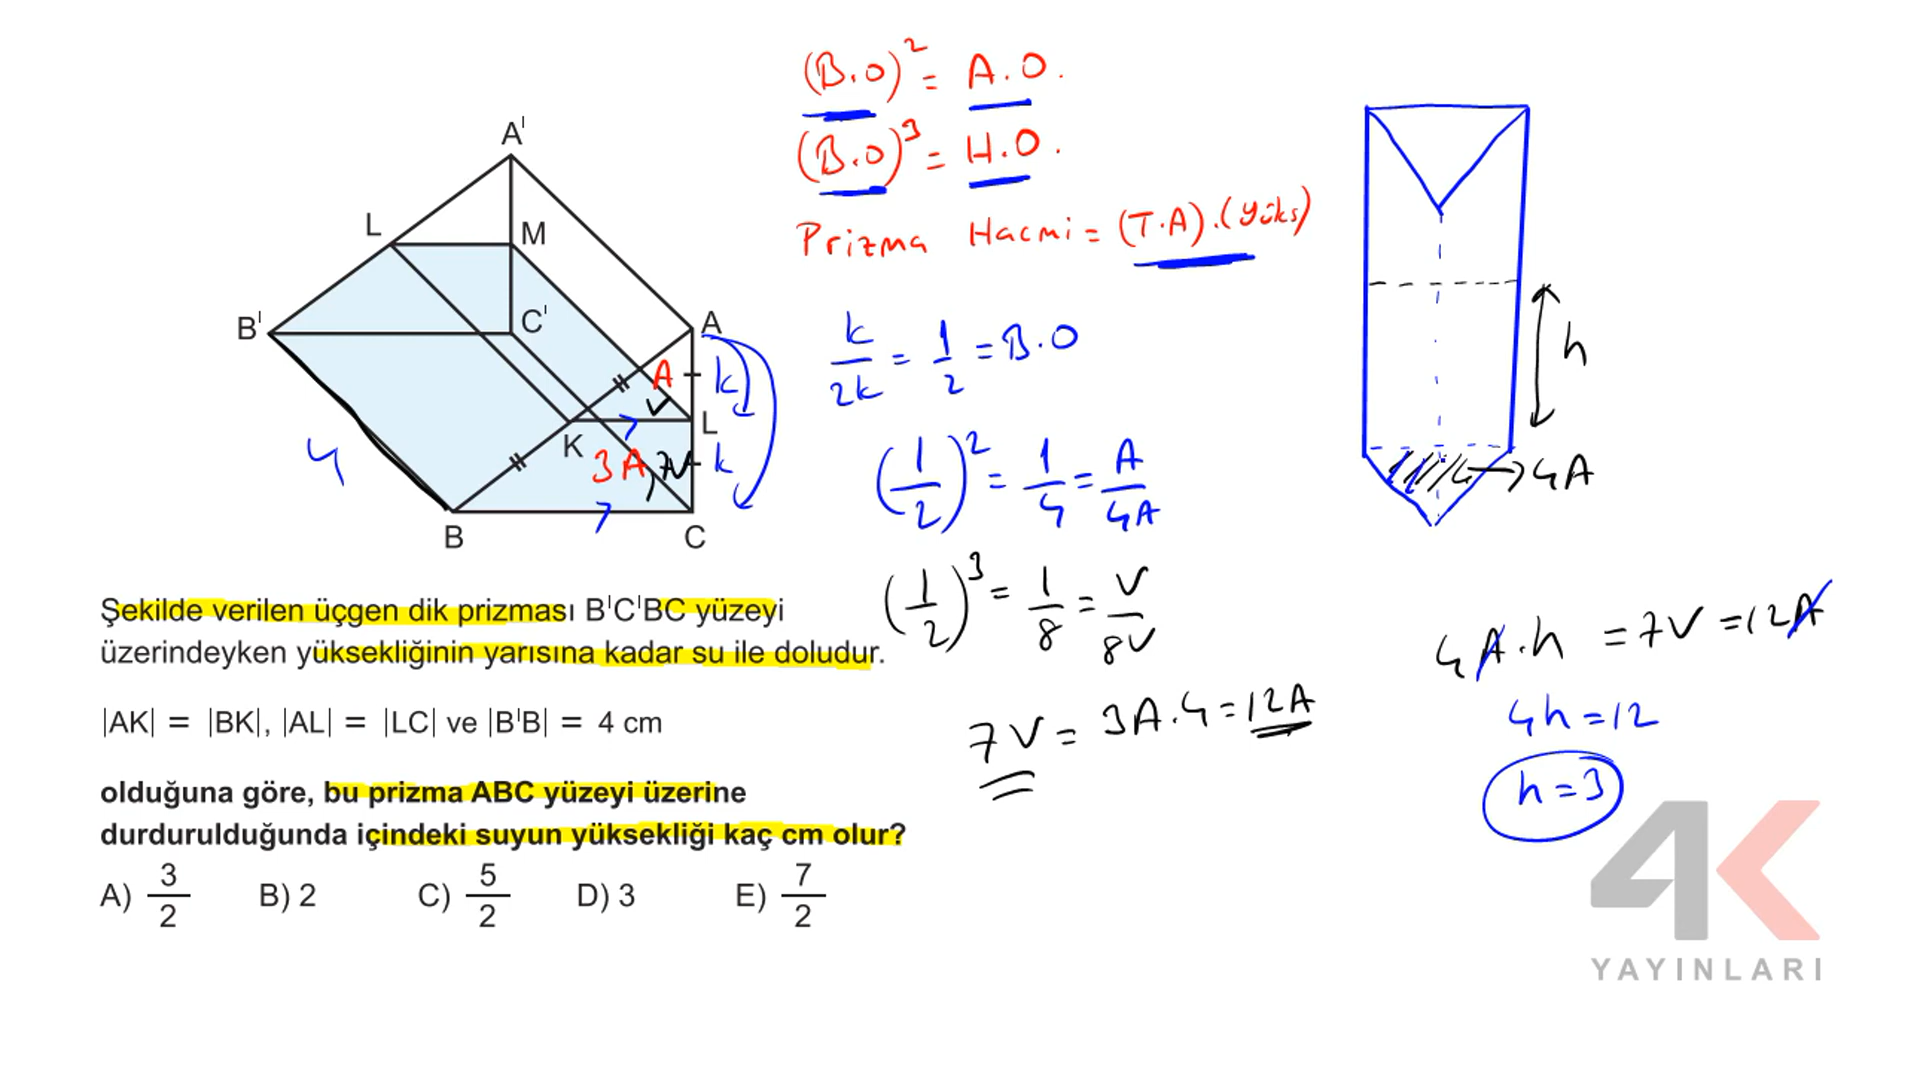 (B.O)² = A.O.
(B.O)³ = H.O.
Prizma Hacmi = (T.A).(yüks)
A'
L
M
B'
C'
A
A
k
L
K
3A
7V
k
4
B
C
k/2k = 1/2 = B.O
(1/2)² = 1/4 = A/4A
(1/2)³ = 1/8 = V/8V
7V = 3A.4 = 12A
h
4A
4A.h = 7V = 12A
4h = 12
h = 3
Şekilde verilen üçgen dik prizması B'C'BC yüzeyi
üzerindeyken yüksekliğinin yarısına kadar su ile doludur.
|AK| = |BK|, |AL| = |LC| ve |B'B| = 4 cm
olduğuna göre, bu prizma ABC yüzeyi üzerine
durdurulduğunda içindeki suyun yüksekliği kaç cm olur?
A) 3/2 B) 2 C) 5/2 D) 3 E) 7/2
4K
YAYINLARI